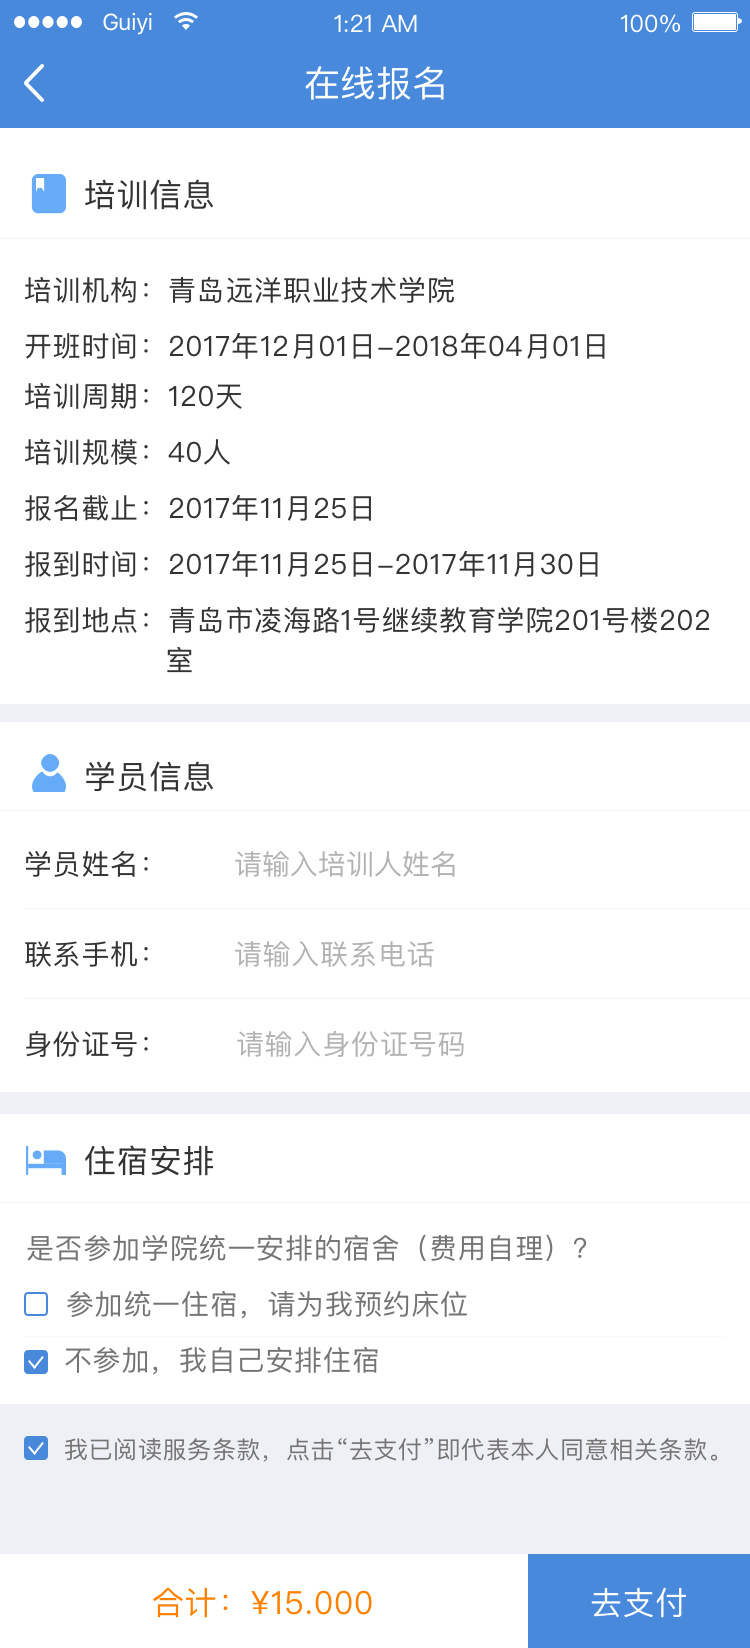 Guiyi 1:21 AM 100%
在线报名
培训信息
培训机构：青岛远洋职业技术学院
开班时间：2017年12月01日-2018年04月01日
培训周期：120天
培训规模：40人
报名截止：2017年11月25日
报到时间：2017年11月25日-2017年11月30日
报到地点：青岛市凌海路1号继续教育学院201号楼202
室
学员信息
学员姓名： 请输入培训人姓名
联系手机： 请输入联系电话
身份证号： 请输入身份证号码
住宿安排
是否参加学院统一安排的宿舍（费用自理）?
参加统一住宿，请为我预约床位
不参加，我自己安排住宿
我已阅读服务条款，点击“去支付”即代表本人同意相关条款。
合计：¥15.000 去支付